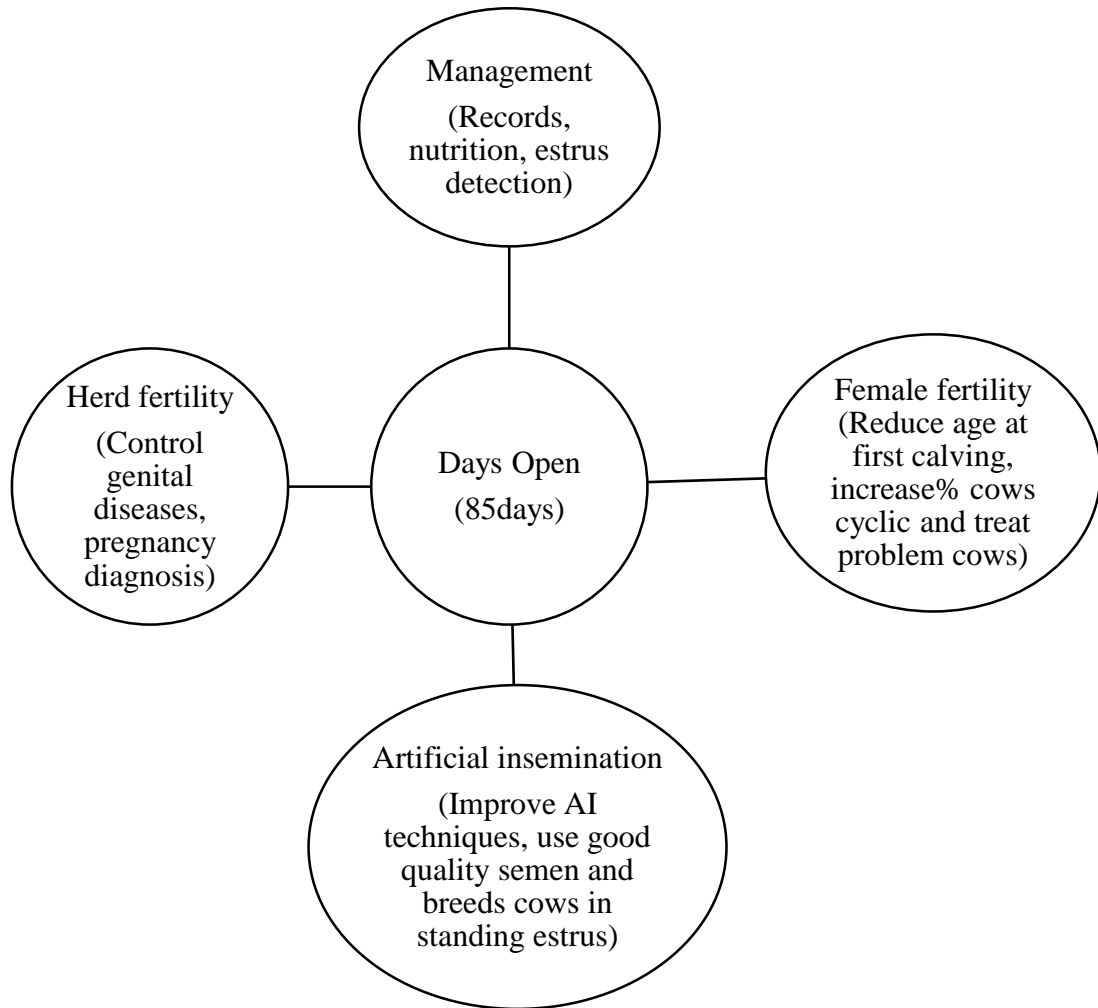 Management
(Records,
nutrition, estrus
detection)
Herd fertility
(Control
genital
diseases,
pregnancy
diagnosis)
Days Open
(85days)
Female fertility
(Reduce age at
first calving,
increase% cows
cyclic and treat
problem cows)
Artificial insemination
(Improve AI
techniques, use good
quality semen and
breeds cows in
standing estrus)